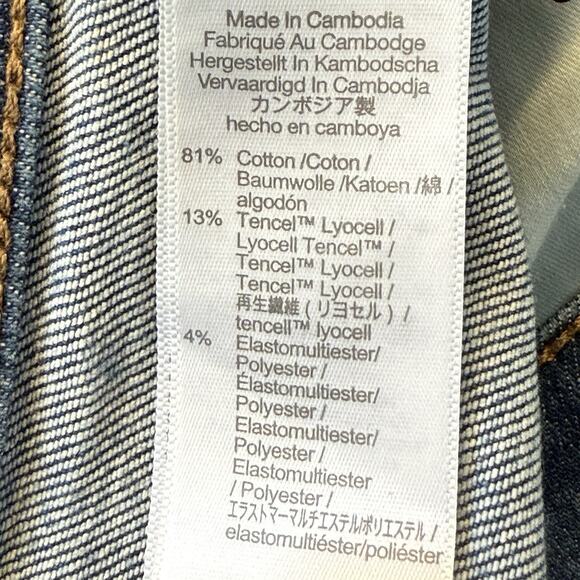 Made In Cambodia
Fabriqué Au Cambodge
Hergestellt In Kambodscha
Vervaardigd In Cambodja
カンボジア製
hecho en camboya
81% Cotton /Coton /
Baumwolle /Katoen /綿 /
algodón
13% Tencel™ Lyocell /
Lyocell Tencel™ /
Tencel™ Lyocell /
Tencel™ Lyocell /
再生繊維 ( リヨセル ) /
tencell™ lyocell
4% Elastomultiester/
Polyester /
Élastomultiester/
Polyester /
Elastomultiester/
Polyester /
Elastomultiester
/ Polyester /
エラストマーマルチエステル/ポリエステル /
elastomultiéster/poliéster